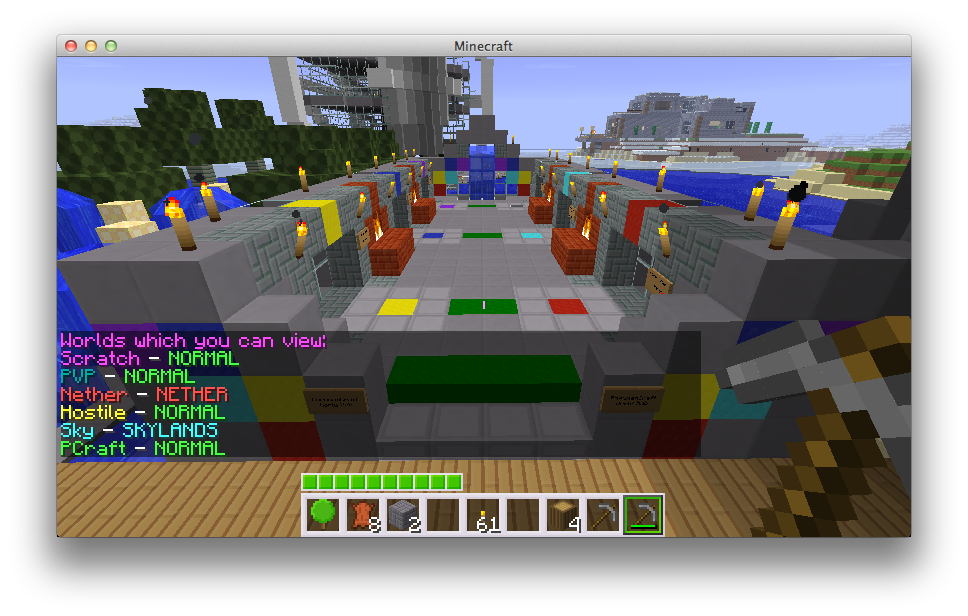 Minecraft
Worlds which you can view:
Scratch - NORMAL
PVP - NORMAL
Nether - NETHER
Hostile - NORMAL
Sky - SKYLANDS
PCraft - NORMAL
8 2 61 4